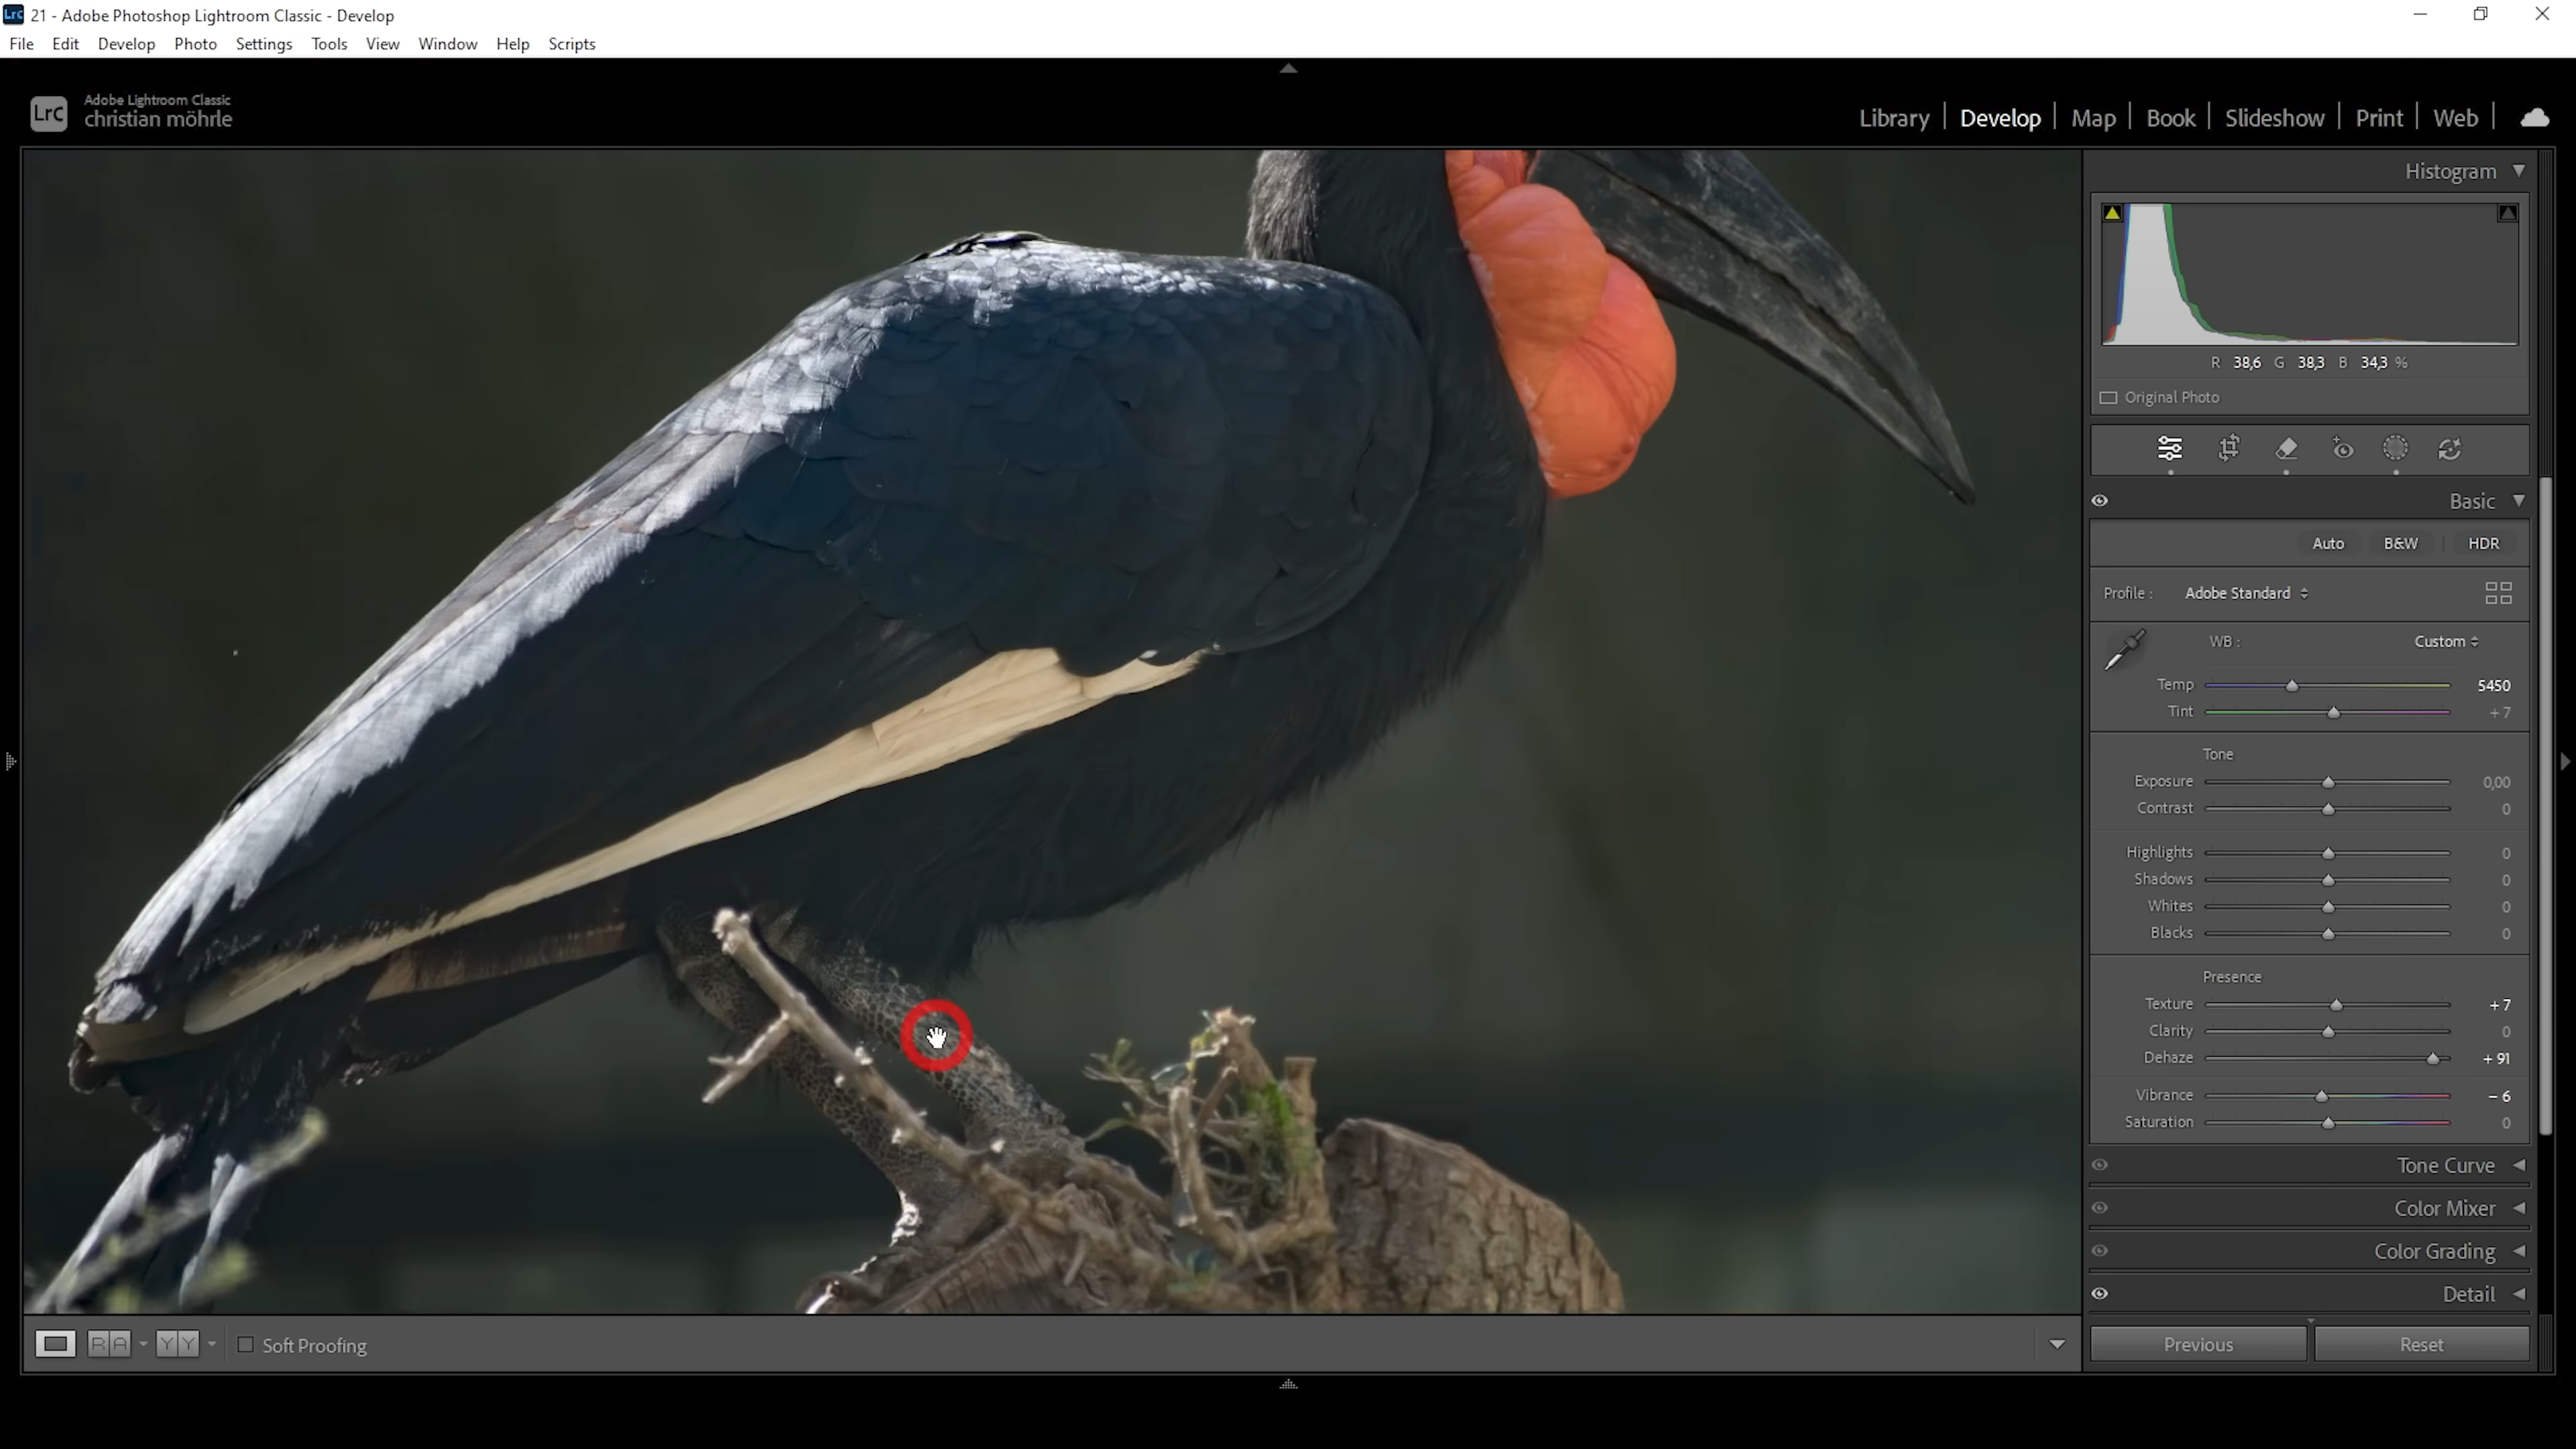 Lrc 21 - Adobe Photoshop Lightroom Classic - Develop
File Edit Develop Photo Settings Tools View Window Help Scripts
Lrc Adobe Lightroom Classic
christian möhrle
Library | Develop | Map | Book | Slideshow | Print | Web |
Histogram
R 38,6 G 38,3 B 34,3 %
Original Photo
Basic
Auto B&W HDR
Profile : Adobe Standard
WB : Custom
Temp 5450
Tint + 7
Tone
Exposure 0,00
Contrast 0
Highlights 0
Shadows 0
Whites 0
Blacks 0
Presence
Texture + 7
Clarity 0
Dehaze + 91
Vibrance – 6
Saturation 0
Tone Curve
Color Mixer
Color Grading
Detail
Previous Reset
R A Y Y Soft Proofing